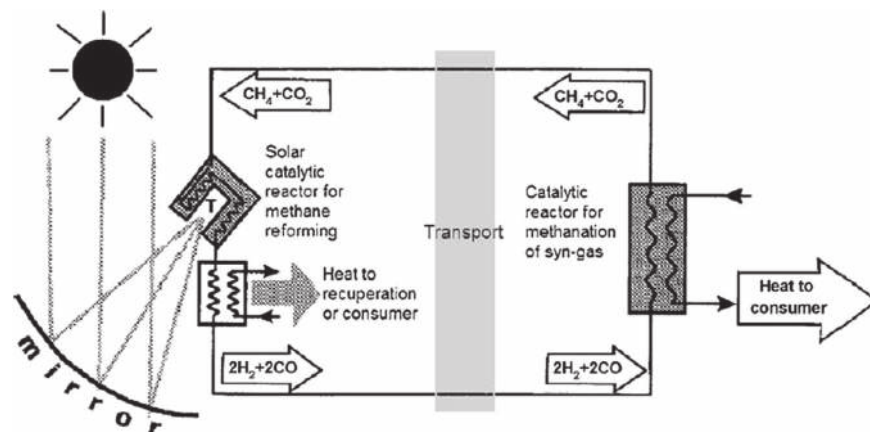 CH₄+CO₂
CH₄+CO₂
Solar
catalytic
reactor for
methane
reforming
T
Transport
Catalytic
reactor for
methanation
of syn-gas
Heat to
recuperation
or consumer
Heat to
consumer
2H₂+2CO
2H₂+2CO
mirror